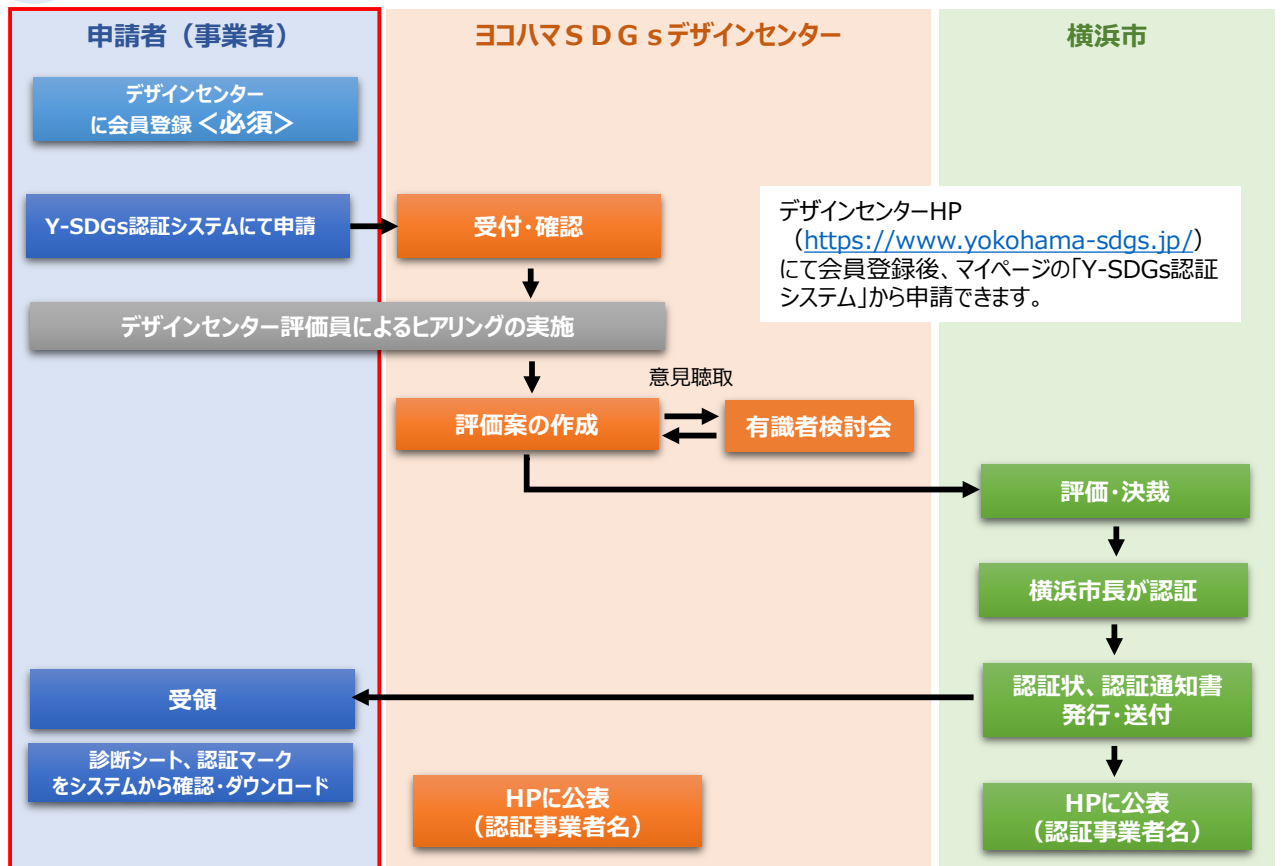 申請者（事業者）
ヨコハマＳＤＧｓデザインセンター
横浜市
デザインセンター
に会員登録＜必須＞
Y-SDGs認証システムにて申請
受付・確認
デザインセンターHP
（https://www.yokohama-sdgs.jp/）
にて会員登録後、マイページの「Y-SDGs認証
システム」から申請できます。
デザインセンター評価員によるヒアリングの実施
意見聴取
評価案の作成
有識者検討会
評価・決裁
横浜市長が認証
認証状、認証通知書
発行・送付
受領
診断シート、認証マーク
をシステムから確認・ダウンロード
HPに公表
（認証事業者名）
HPに公表
（認証事業者名）